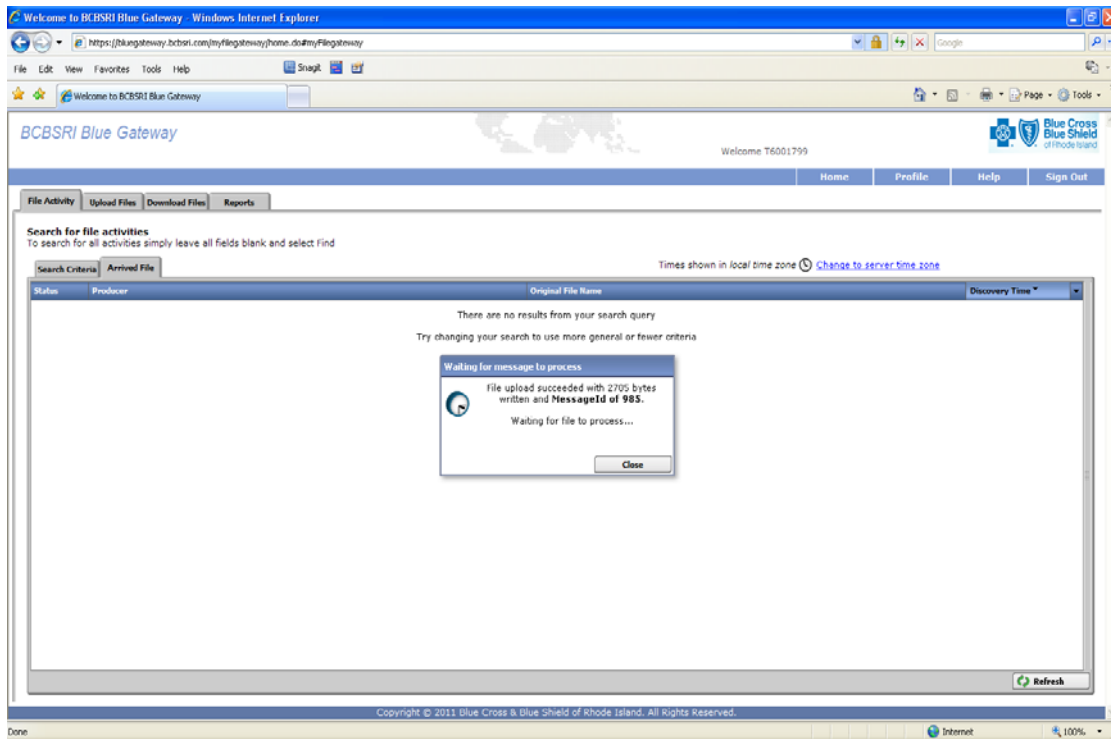 Welcome to BCBSRI Blue Gateway - Windows Internet Explorer
https://bluegateway.bcbsri.com/myfilegateway/home.do#myFilegateway
Google
File Edit View Favorites Tools Help
SnagIt
Welcome to BCBSRI Blue Gateway
Page Tools
BCBSRI Blue Gateway
Welcome T6001799
Blue Cross
Blue Shield
of Rhode Island
Home Profile Help Sign Out
File Activity Upload Files Download Files Reports
Search for file activities
To search for all activities simply leave all fields blank and select Find
Search Criteria Arrived File
Times shown in local time zone Change to server time zone
Status Producer Original File Name Discovery Time
There are no results from your search query
Try changing your search to use more general or fewer criteria
Waiting for message to process
File upload succeeded with 2705 bytes
written and MessageId of 985.
Waiting for file to process...
Close
Refresh
Copyright © 2011 Blue Cross & Blue Shield of Rhode Island. All Rights Reserved.
Done
Internet
100%